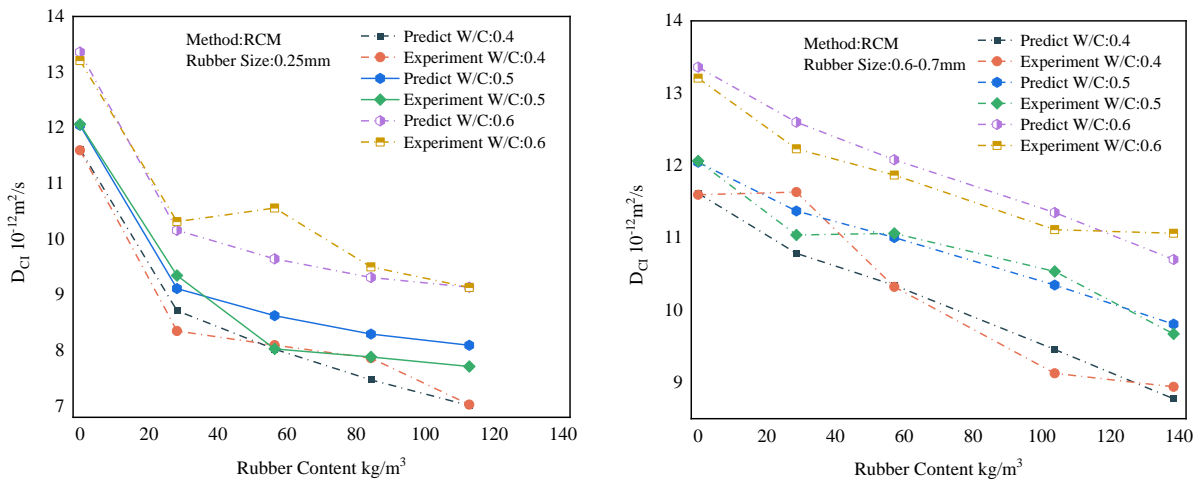 14
13
12
11
10
9
8
7
D_Cl 10^-12 m^2/s
Method:RCM
Rubber Size:0.25mm
Predict W/C:0.4
Experiment W/C:0.4
Predict W/C:0.5
Experiment W/C:0.5
Predict W/C:0.6
Experiment W/C:0.6
0 20 40 60 80 100 120 140
Rubber Content kg/m^3
14
13
12
11
10
9
D_Cl 10^-12 m^2/s
Method:RCM
Rubber Size:0.6-0.7mm
Predict W/C:0.4
Experiment W/C:0.4
Predict W/C:0.5
Experiment W/C:0.5
Predict W/C:0.6
Experiment W/C:0.6
0 20 40 60 80 100 120 140
Rubber Content kg/m^3